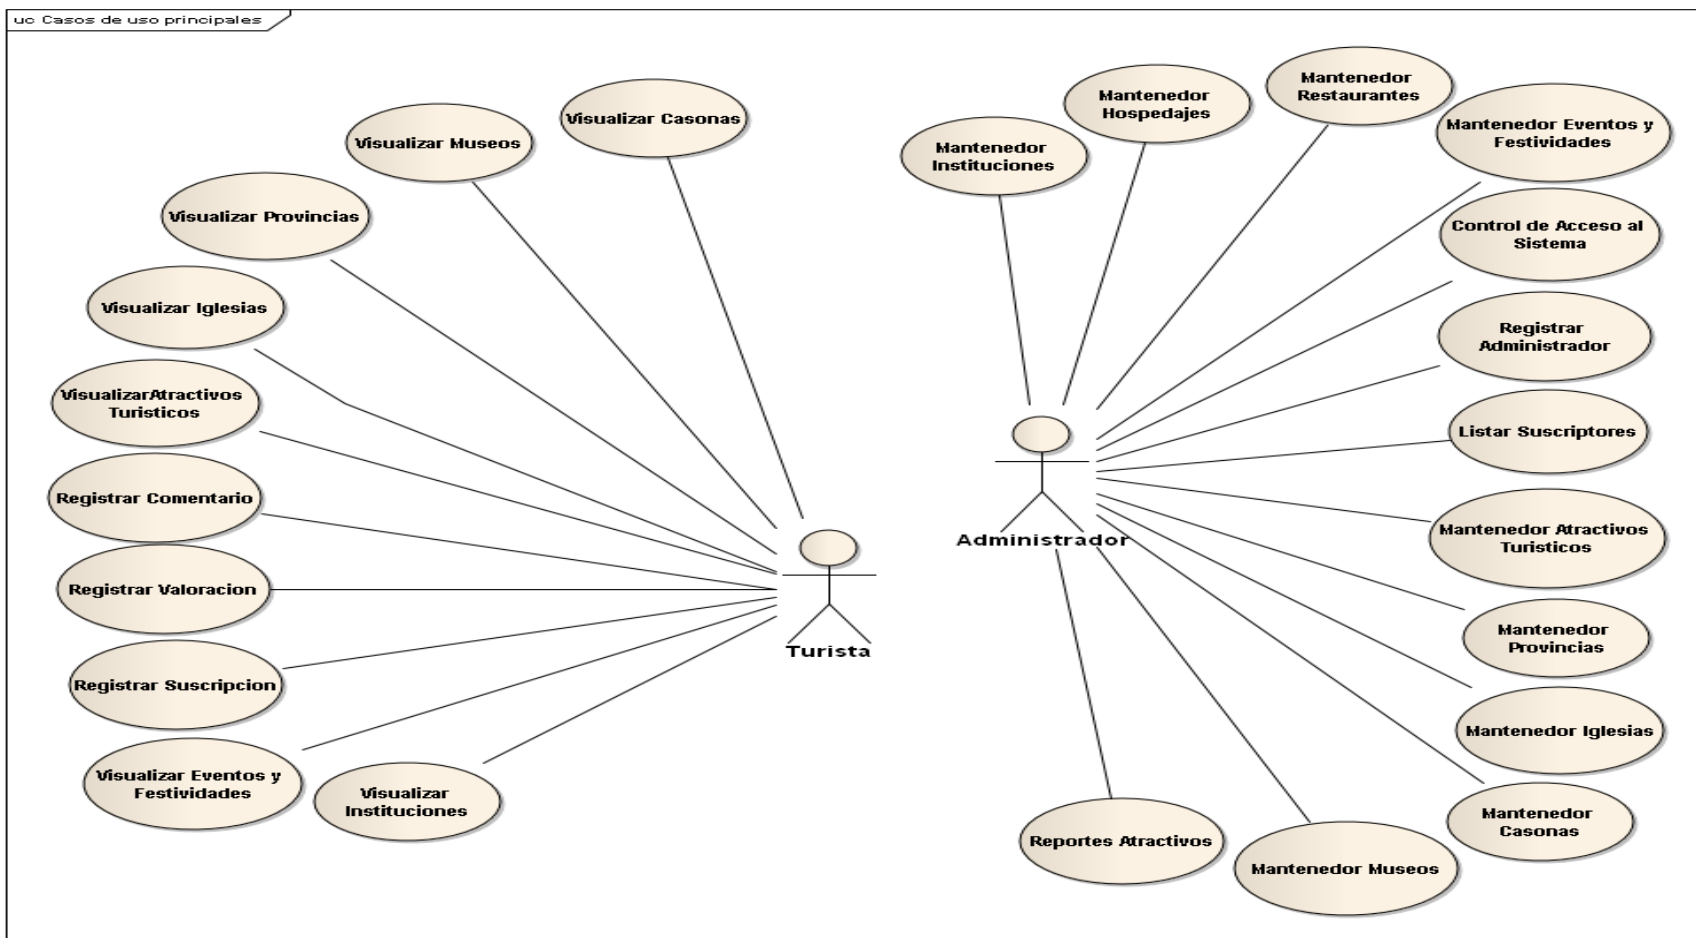 uc Casos de uso principales
Visualizar Casonas
Visualizar Museos
Visualizar Provincias
Visualizar Iglesias
VisualizarAtractivos
Turisticos
Registrar Comentario
Registrar Valoracion
Registrar Suscripcion
Visualizar Eventos y
Festividades
Visualizar
Instituciones
Turista
Mantenedor
Instituciones
Mantenedor
Hospedajes
Mantenedor
Restaurantes
Mantenedor Eventos y
Festividades
Control de Acceso al
Sistema
Registrar
Administrador
Listar Suscriptores
Mantenedor Atractivos
Turisticos
Mantenedor
Provincias
Mantenedor Iglesias
Mantenedor
Casonas
Mantenedor Museos
Reportes Atractivos
Administrador